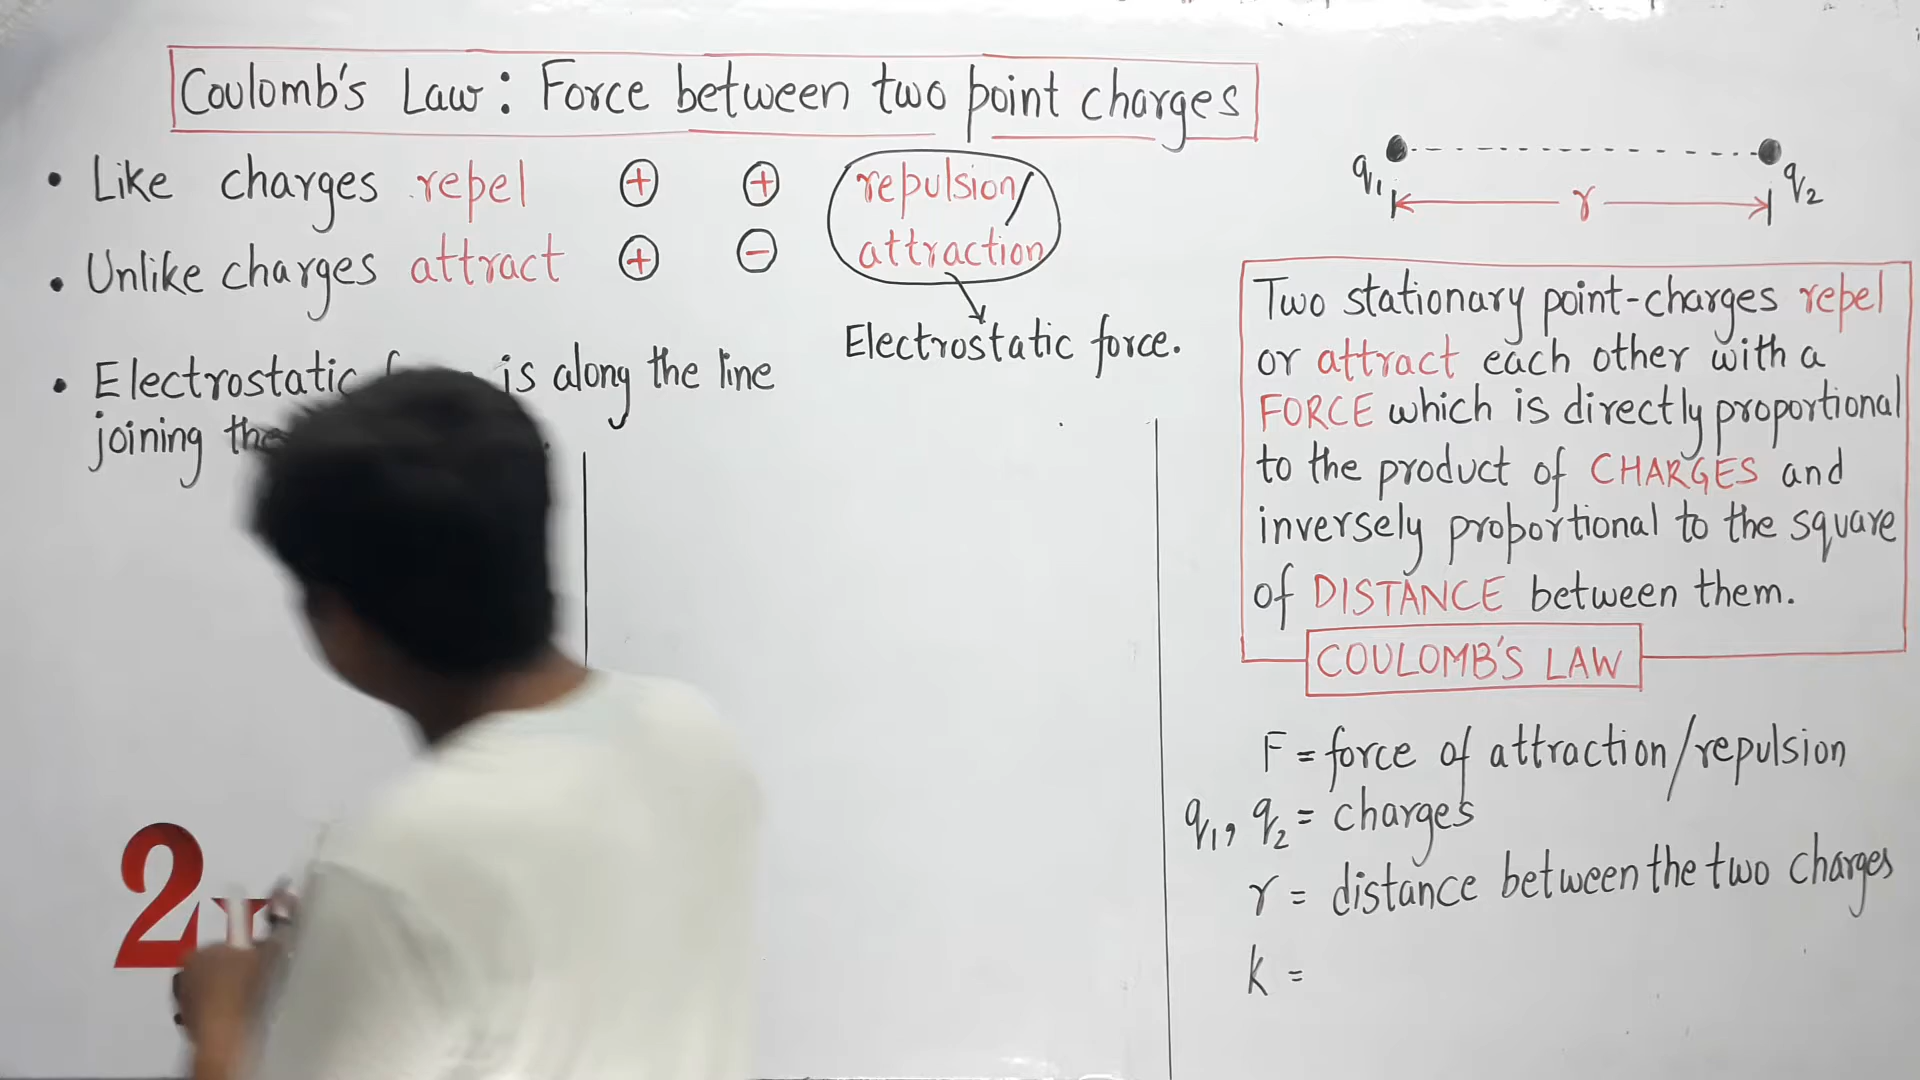 Coulomb's Law: Force between two point charges
• Like charges repel + + repulsion/
• Unlike charges attract + − attraction
Electrostatic force.
• Electrostatic is along the line
joining the
q₁ q₂
r
Two stationary point-charges repel
or attract each other with a
FORCE which is directly proportional
to the product of CHARGES and
inversely proportional to the square
of DISTANCE between them.
COULOMB'S LAW
F = force of attraction/repulsion
q₁, q₂ = charges
r = distance between the two charges
k =
2